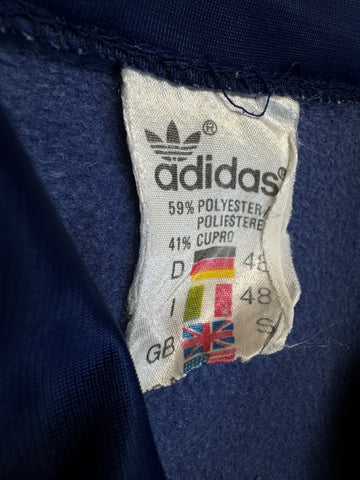 ®
adidas®
59% POLYESTER
POLIESTERE
41% CUPRO
D 48
I 48
GB S